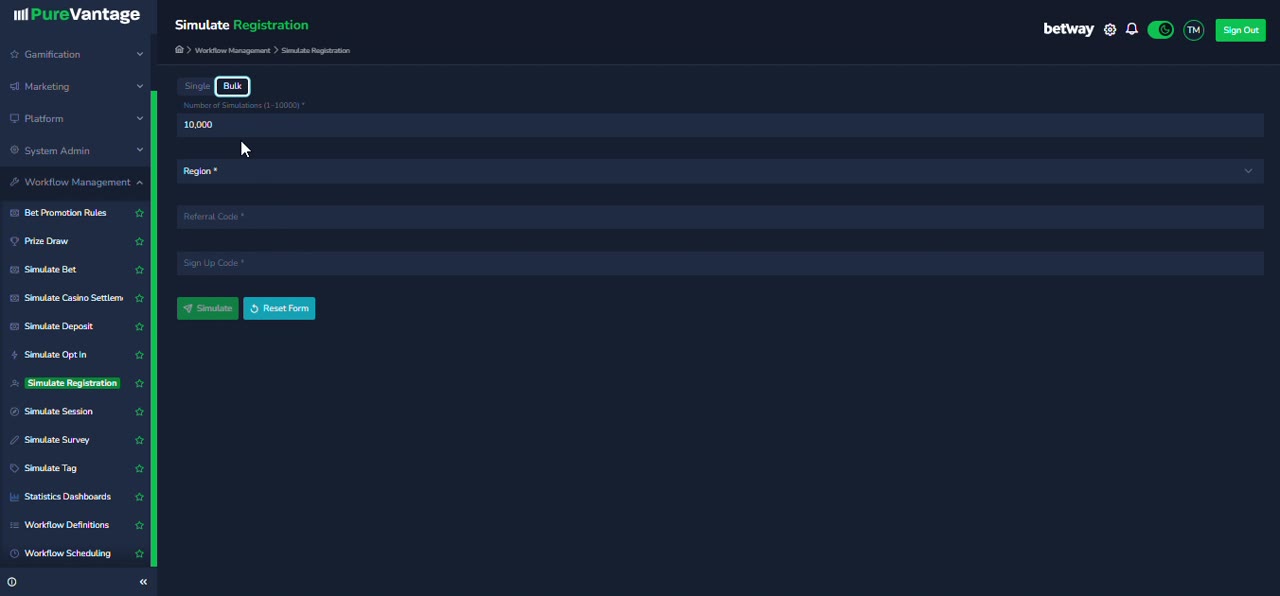 PureVantage
Gamification
Marketing
Platform
System Admin
Workflow Management
Bet Promotion Rules
Prize Draw
Simulate Bet
Simulate Casino Settlem
Simulate Deposit
Simulate Opt In
Simulate Registration
Simulate Session
Simulate Survey
Simulate Tag
Statistics Dashboards
Workflow Definitions
Workflow Scheduling
Simulate Registration
Workflow Management > Simulate Registration
betway
TM
Sign Out
Single Bulk
Number of Simulations (1-10000) *
10,000
Region *
Referral Code *
Sign Up Code *
Simulate Reset Form